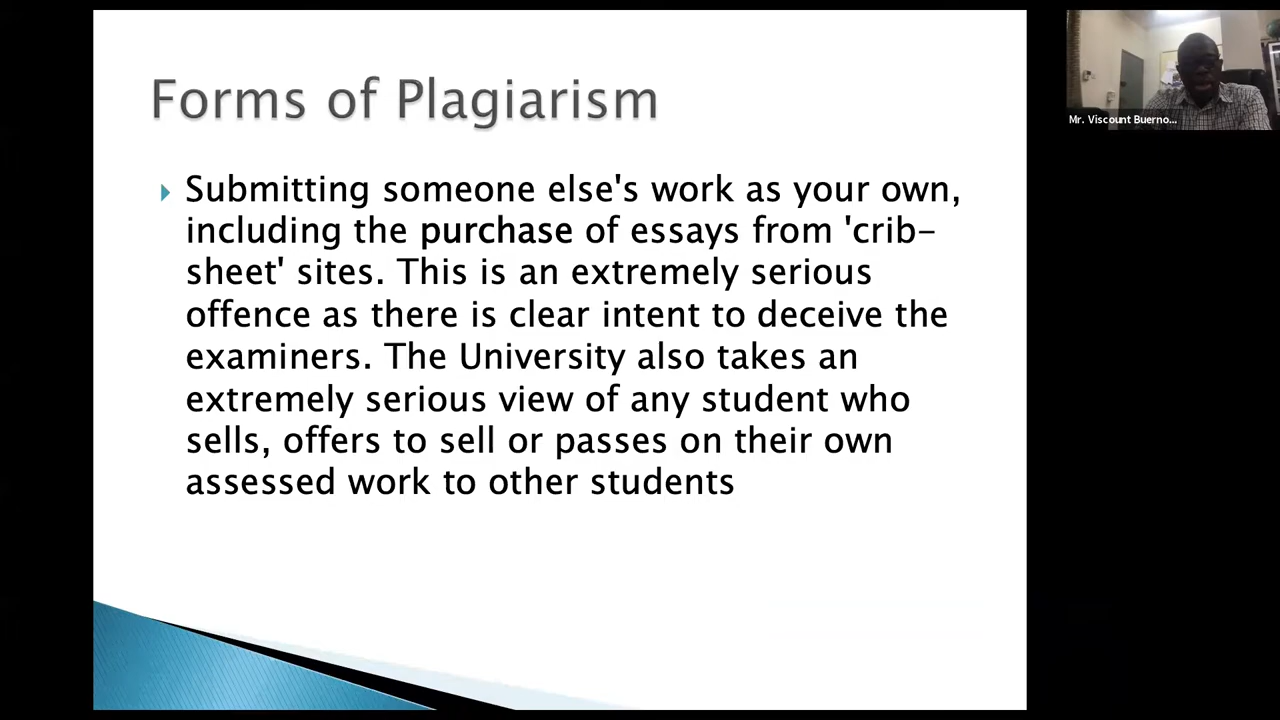 Forms of Plagiarism
Submitting someone else's work as your own,
including the purchase of essays from 'crib-
sheet' sites. This is an extremely serious
offence as there is clear intent to deceive the
examiners. The University also takes an
extremely serious view of any student who
sells, offers to sell or passes on their own
assessed work to other students
Mr. Viscount Buerno...